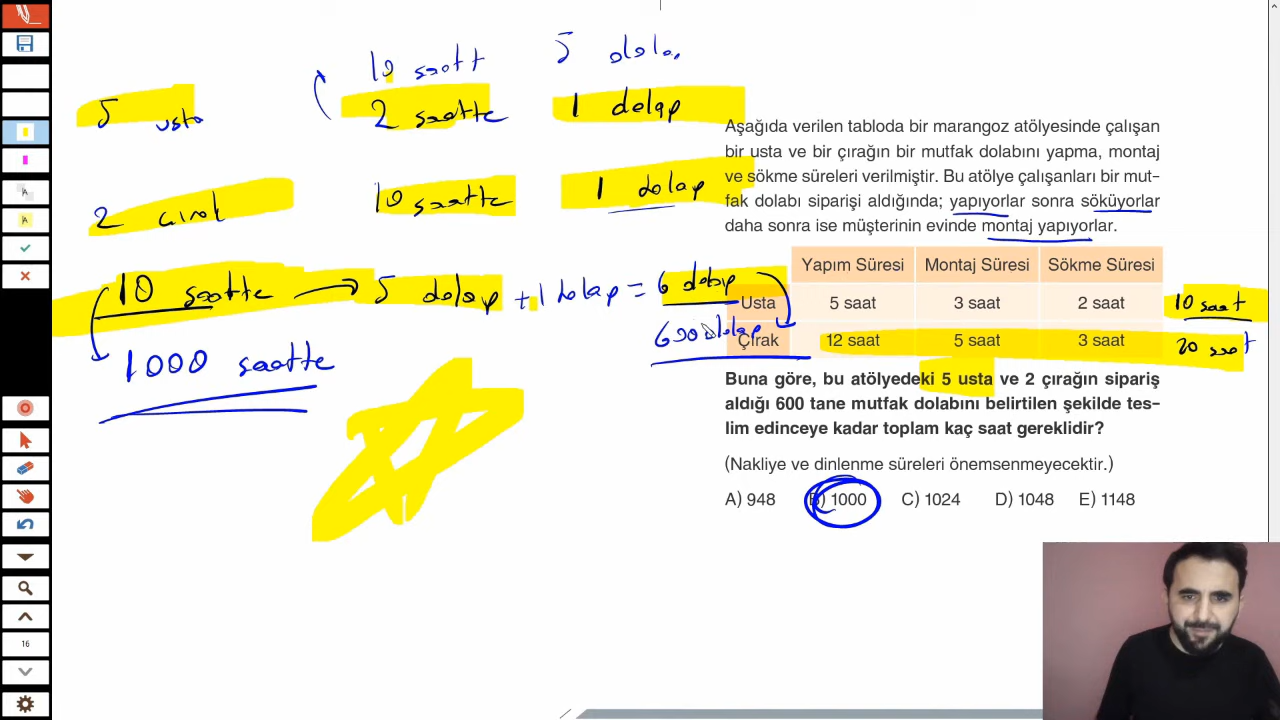 10 saatt 5 dola
5 usta 2 saatte 1 dolap
2 çırak 10 saatte 1 dolap
10 saatte → 5 dolap + 1 dolap = 6 dolap
1000 saatte 600 dolap
Aşağıda verilen tabloda bir marangoz atölyesinde çalışan
bir usta ve bir çırağın bir mutfak dolabını yapma, montaj
ve sökme süreleri verilmiştir. Bu atölye çalışanları bir mut-
fak dolabı siparişi aldığında; yapıyorlar sonra söküyorlar
daha sonra ise müşterinin evinde montaj yapıyorlar.
Yapım Süresi Montaj Süresi Sökme Süresi
Usta 5 saat 3 saat 2 saat 10 saat
Çırak 12 saat 5 saat 3 saat 20 saat
Buna göre, bu atölyedeki 5 usta ve 2 çırağın sipariş
aldığı 600 tane mutfak dolabını belirtilen şekilde tes-
lim edinceye kadar toplam kaç saat gereklidir?
(Nakliye ve dinlenme süreleri önemsenmeyecektir.)
A) 948 B) 1000 C) 1024 D) 1048 E) 1148
16